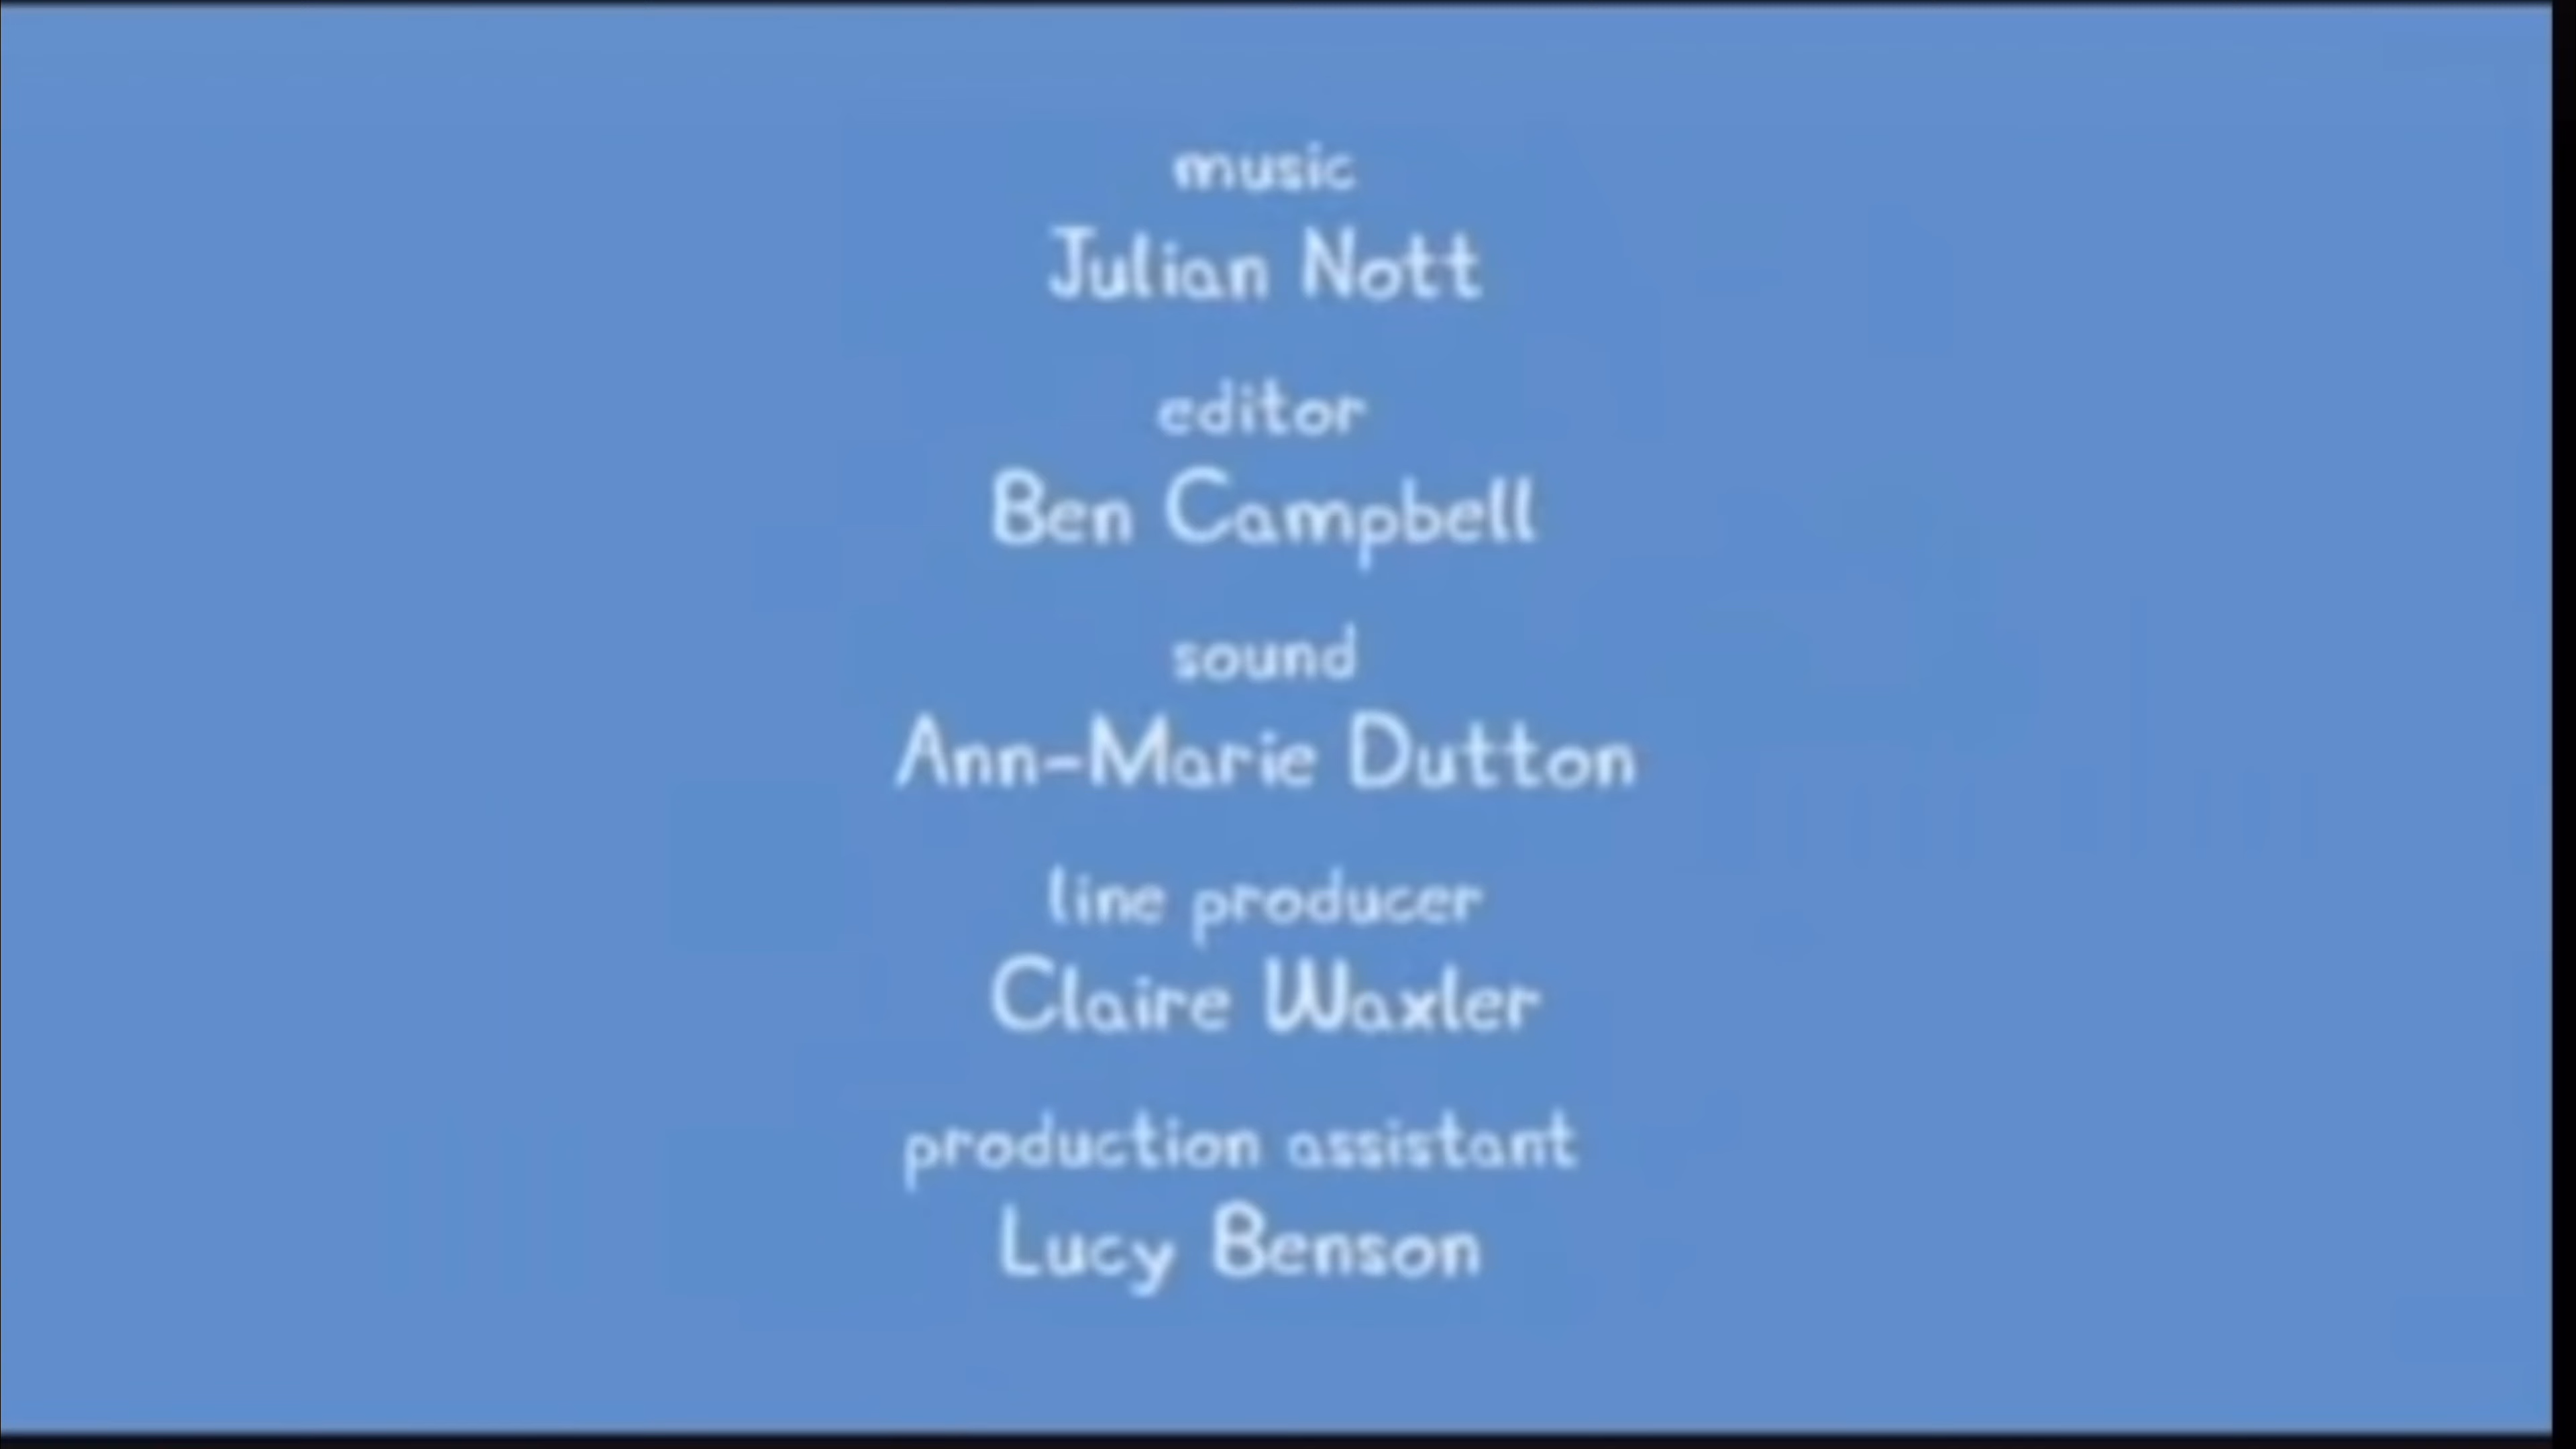 music
Julian Nott
editor
Ben Campbell
sound
Ann-Marie Dutton
line producer
Claire Waxler
production assistant
Lucy Benson